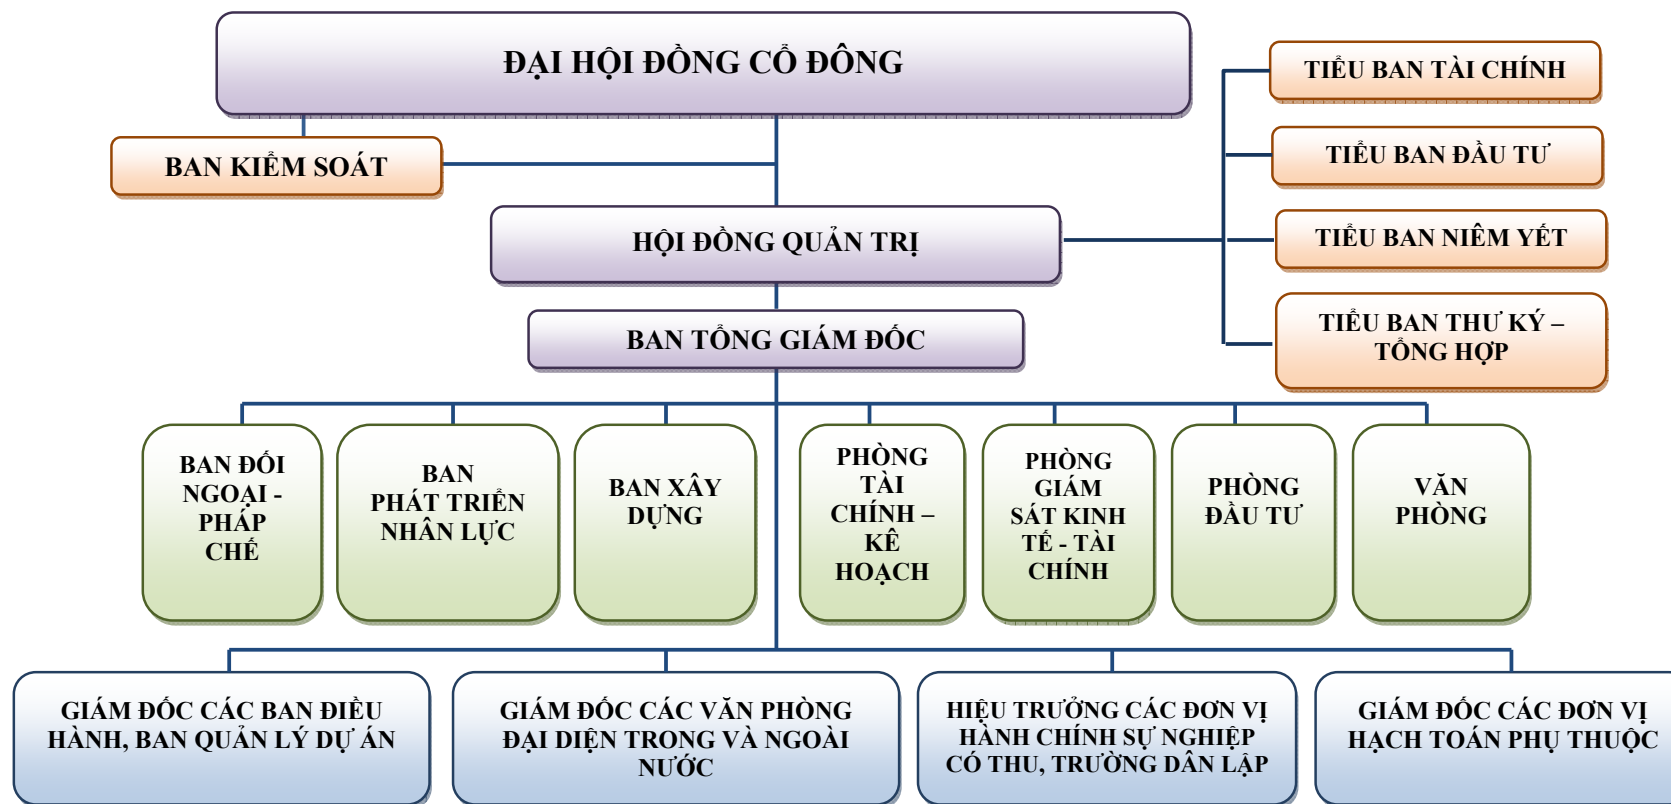 ĐẠI HỘI ĐỒNG CỔ ĐÔNG
TIỂU BAN TÀI CHÍNH
BAN KIỂM SOÁT
TIỂU BAN ĐẦU TƯ
HỘI ĐỒNG QUẢN TRỊ
TIỂU BAN NIÊM YẾT
BAN TỔNG GIÁM ĐỐC
TIỂU BAN THƯ KÝ –
TỔNG HỢP
BAN ĐỐI
NGOẠI -
PHÁP
CHẾ
BAN
PHÁT TRIỂN
NHÂN LỰC
BAN XÂY
DỰNG
PHÒNG
TÀI
CHÍNH –
KÊ
HOẠCH
PHÒNG
GIÁM
SÁT KINH
TẾ - TÀI
CHÍNH
PHÒNG
ĐẦU TƯ
VĂN
PHÒNG
GIÁM ĐỐC CÁC BAN ĐIỀU
HÀNH, BAN QUẢN LÝ DỰ ÁN
GIÁM ĐỐC CÁC VĂN PHÒNG
ĐẠI DIỆN TRONG VÀ NGOÀI
NƯỚC
HIỆU TRƯỞNG CÁC ĐƠN VỊ
HÀNH CHÍNH SỰ NGHIỆP
CÓ THU, TRƯỜNG DÂN LẬP
GIÁM ĐỐC CÁC ĐƠN VỊ
HẠCH TOÁN PHỤ THUỘC